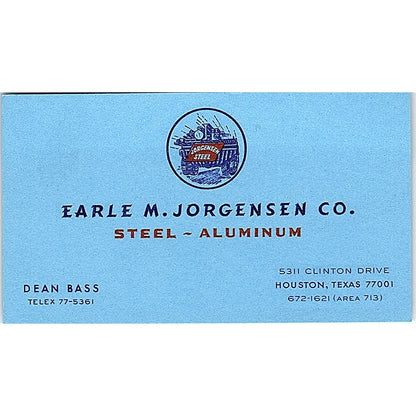 JORGENSEN
STEEL
EARLE M. JORGENSEN CO.
STEEL ~ ALUMINUM
DEAN BASS
TELEX 77-5361
5311 CLINTON DRIVE
HOUSTON, TEXAS 77001
672-1621 (AREA 713)